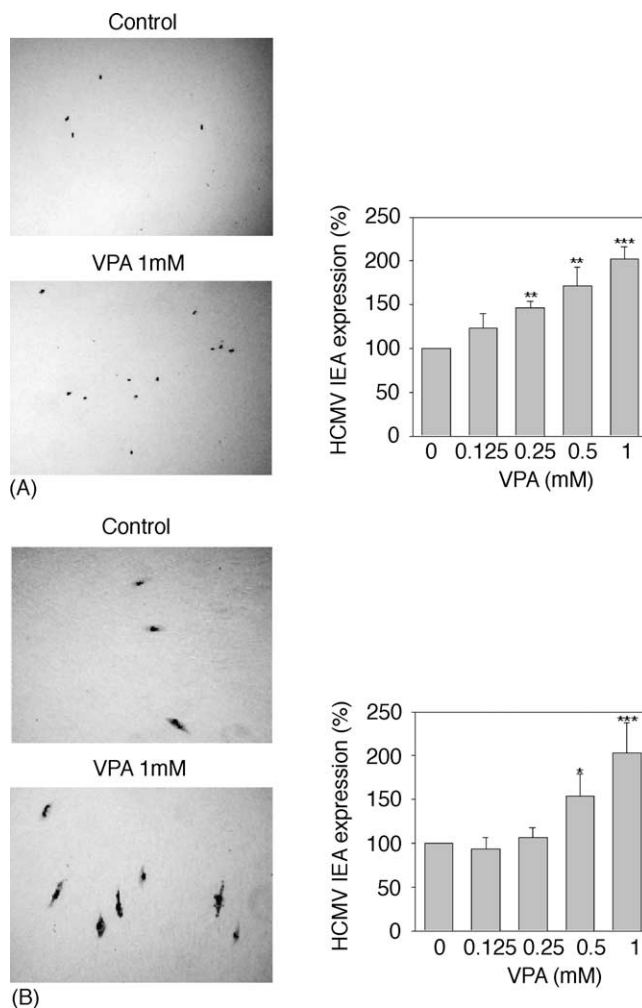 Control
VPA 1mM
(A)
HCMV IEA expression (%)
250
200
150
100
50
0
**
**
***
0 0.125 0.25 0.5 1
VPA (mM)
Control
VPA 1mM
(B)
HCMV IEA expression (%)
250
200
150
100
50
0
*
***
0 0.125 0.25 0.5 1
VPA (mM)